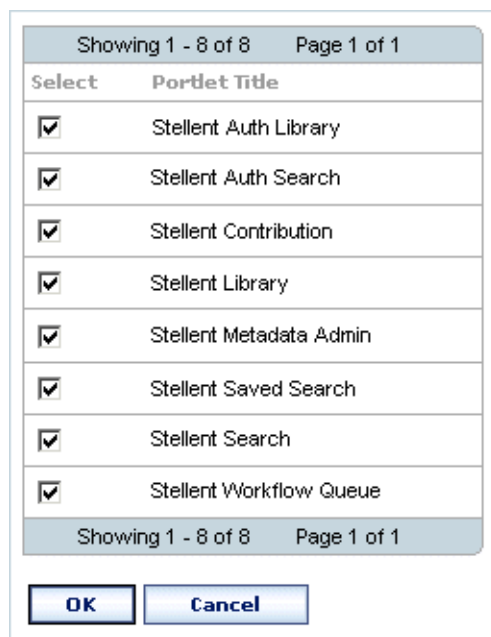 Showing 1 - 8 of 8 Page 1 of 1
Select Portlet Title
Stellent Auth Library
Stellent Auth Search
Stellent Contribution
Stellent Library
Stellent Metadata Admin
Stellent Saved Search
Stellent Search
Stellent Workflow Queue
Showing 1 - 8 of 8 Page 1 of 1
OK Cancel